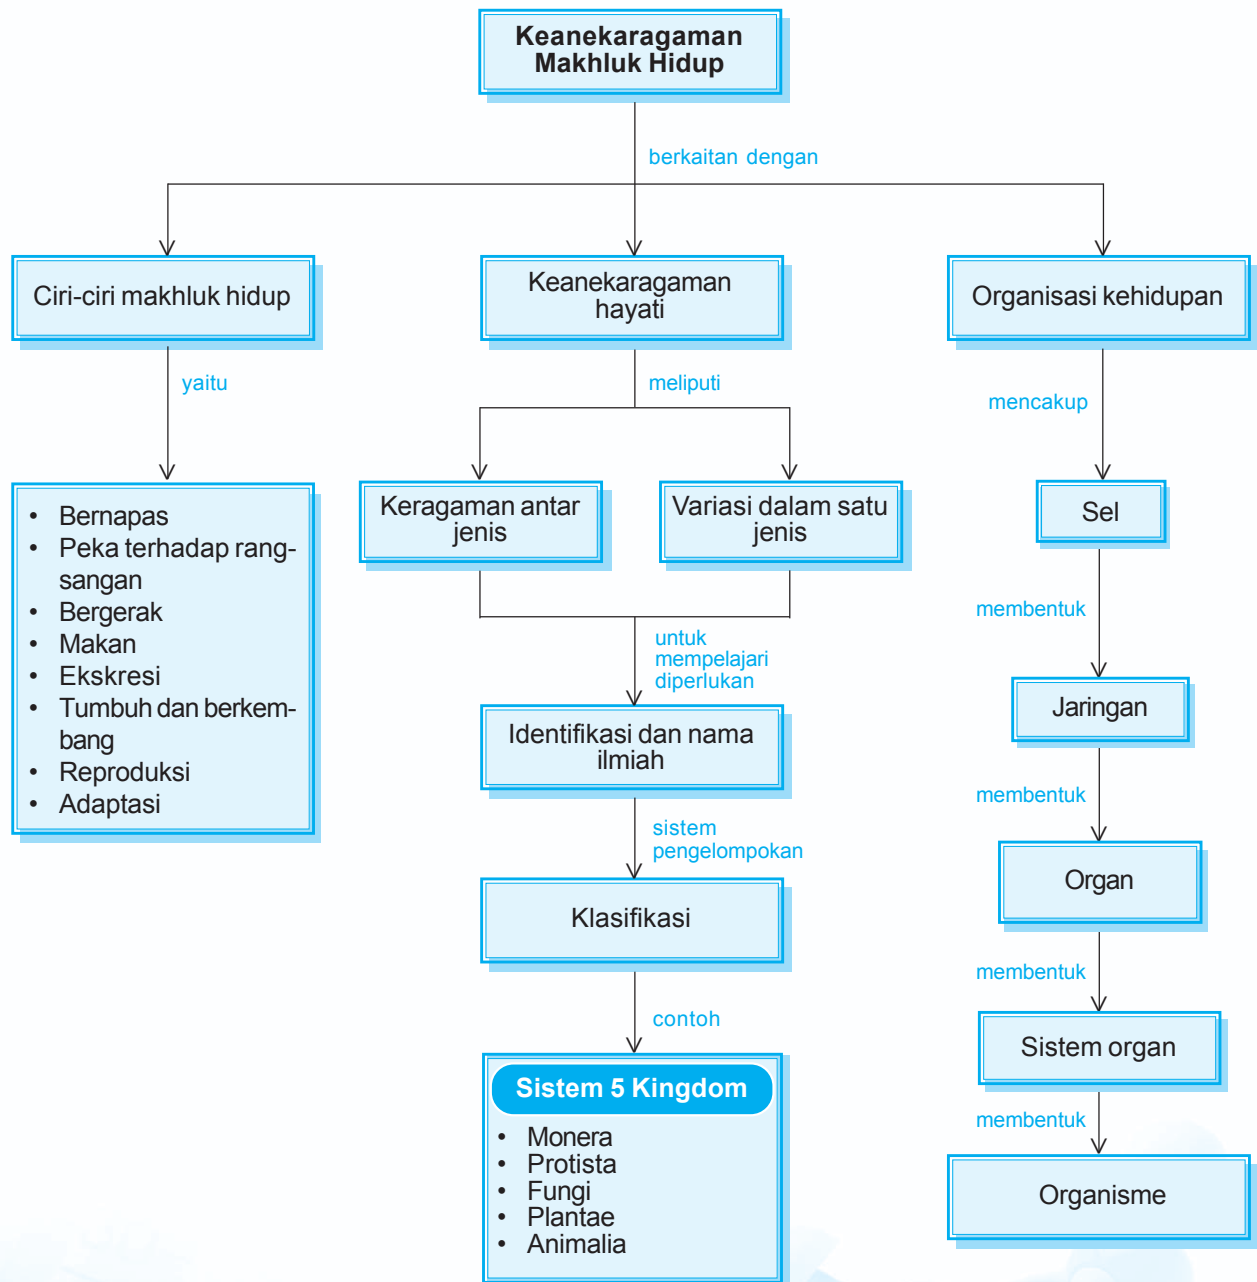 Keanekaragaman
Makhluk Hidup
berkaitan dengan
Ciri-ciri makhluk hidup
Keanekaragaman
hayati
Organisasi kehidupan
yaitu
meliputi
mencakup
• Bernapas
• Peka terhadap rang-
sangan
• Bergerak
• Makan
• Ekskresi
• Tumbuh dan berkem-
bang
• Reproduksi
• Adaptasi
Keragaman antar
jenis
Variasi dalam satu
jenis
untuk
mempelajari
diperlukan
Identifikasi dan nama
ilmiah
sistem
pengelompokan
Klasifikasi
contoh
Sistem 5 Kingdom
• Monera
• Protista
• Fungi
• Plantae
• Animalia
Sel
membentuk
Jaringan
membentuk
Organ
membentuk
Sistem organ
membentuk
Organisme